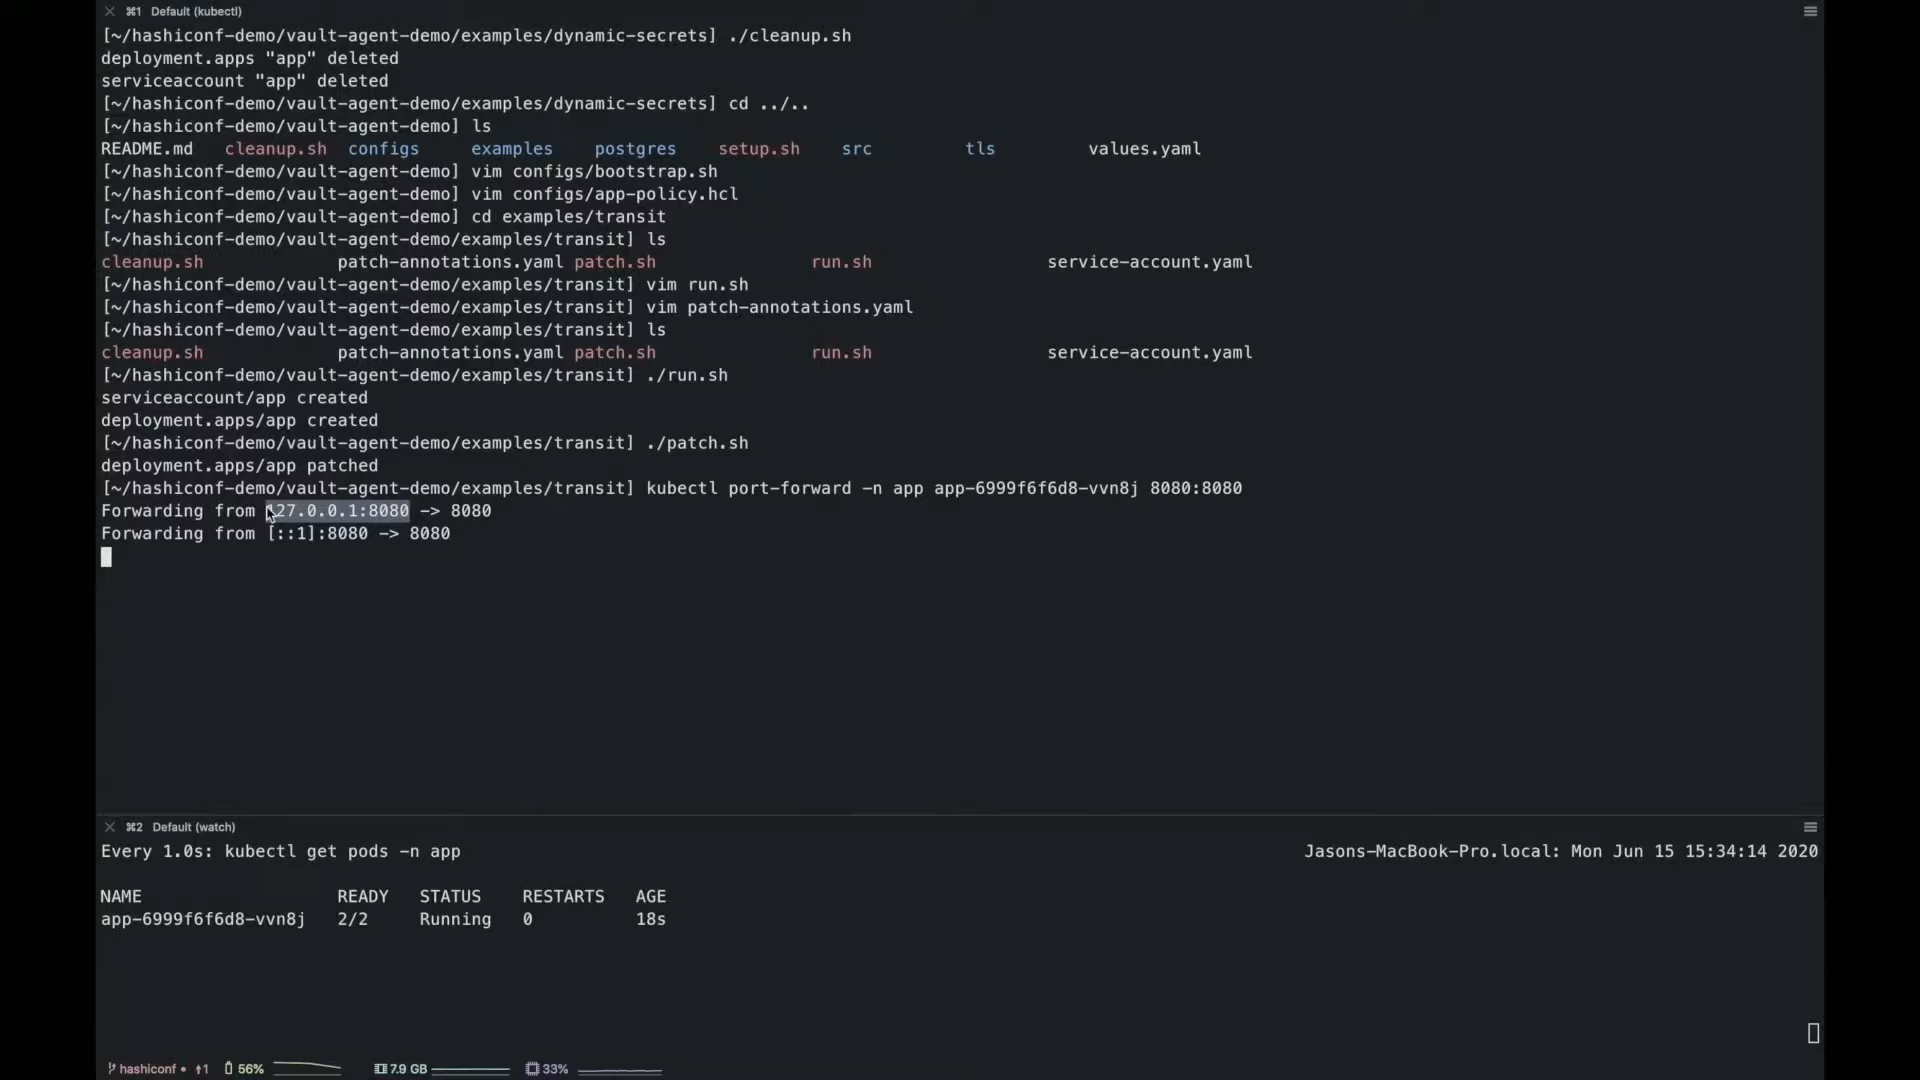 ⌘1 Default (kubectl)
[~/hashiconf-demo/vault-agent-demo/examples/dynamic-secrets] ./cleanup.sh
deployment.apps "app" deleted
serviceaccount "app" deleted
[~/hashiconf-demo/vault-agent-demo/examples/dynamic-secrets] cd ../..
[~/hashiconf-demo/vault-agent-demo] ls
README.md cleanup.sh configs examples postgres setup.sh src tls values.yaml
[~/hashiconf-demo/vault-agent-demo] vim configs/bootstrap.sh
[~/hashiconf-demo/vault-agent-demo] vim configs/app-policy.hcl
[~/hashiconf-demo/vault-agent-demo] cd examples/transit
[~/hashiconf-demo/vault-agent-demo/examples/transit] ls
cleanup.sh patch-annotations.yaml patch.sh run.sh service-account.yaml
[~/hashiconf-demo/vault-agent-demo/examples/transit] vim run.sh
[~/hashiconf-demo/vault-agent-demo/examples/transit] vim patch-annotations.yaml
[~/hashiconf-demo/vault-agent-demo/examples/transit] ls
cleanup.sh patch-annotations.yaml patch.sh run.sh service-account.yaml
[~/hashiconf-demo/vault-agent-demo/examples/transit] ./run.sh
serviceaccount/app created
deployment.apps/app created
[~/hashiconf-demo/vault-agent-demo/examples/transit] ./patch.sh
deployment.apps/app patched
[~/hashiconf-demo/vault-agent-demo/examples/transit] kubectl port-forward -n app app-6999f6f6d8-vvn8j 8080:8080
Forwarding from 127.0.0.1:8080 -> 8080
Forwarding from [::1]:8080 -> 8080
⌘2 Default (watch)
Every 1.0s: kubectl get pods -n app Jasons-MacBook-Pro.local: Mon Jun 15 15:34:14 2020
NAME READY STATUS RESTARTS AGE
app-6999f6f6d8-vvn8j 2/2 Running 0 18s
hashiconf • ↑1 56% 7.9 GB 33%